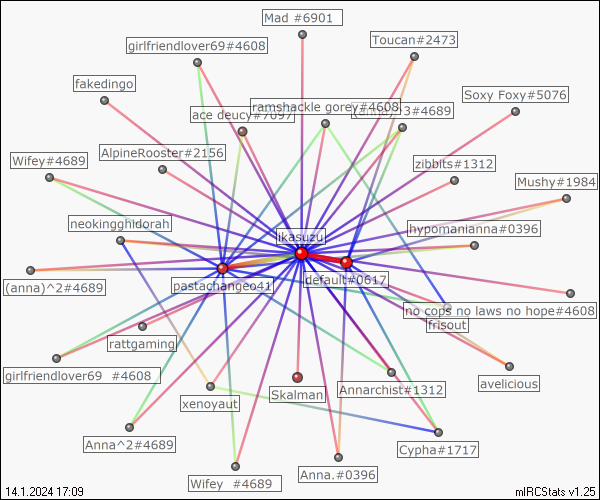 Mad #6901
Toucan#2473
girlfriendlover69#4608
fakedingo
Soxy Foxy#5076
ramshackle gorey#4608
3#4689
ace deucy#7097
AlpineRooster#2156
Wifey#4689
zibbits#1312
Mushy#1984
neokingghidorah
hypomanianna#0396
ikasuzu
pastachangeo41
default#0617
(anna)^2#4689
no cops no laws no hope#4608
frisout
rattgaming
girlfriendlover69 #4608
avelicious
Annarchist#1312
Skalman
xenoyaut
Anna^2#4689
Cypha#1717
Anna.#0396
Wifey #4689
14.1.2024 17:09
mIRCStats v1.25